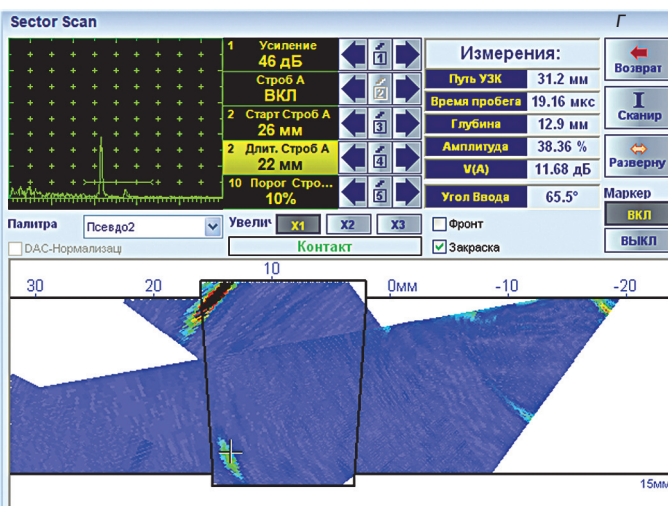 Sector Scan
Г
1 Усиление
46 дБ
1
Строб А
ВКЛ
2
2 Старт Строб А
26 мм
3
2 Длит. Строб А
22 мм
4
10 Порог Стро...
10%
5
Измерения:
Путь УЗК 31.2 мм
Время пробега 19.16 мкс
Глубина 12.9 мм
Амплитуда 38.36 %
V(A) 11.68 дБ
Угол Ввода 65.5°
Возврат
Сканир
Разверну
Маркер
ВКЛ
ВЫКЛ
Палитра Псевдо2
Увелич X1 X2 X3
Фронт
DAC-Нормализаці
Контакт
Закраска
30 20 10 0мм -10 -20
15мм